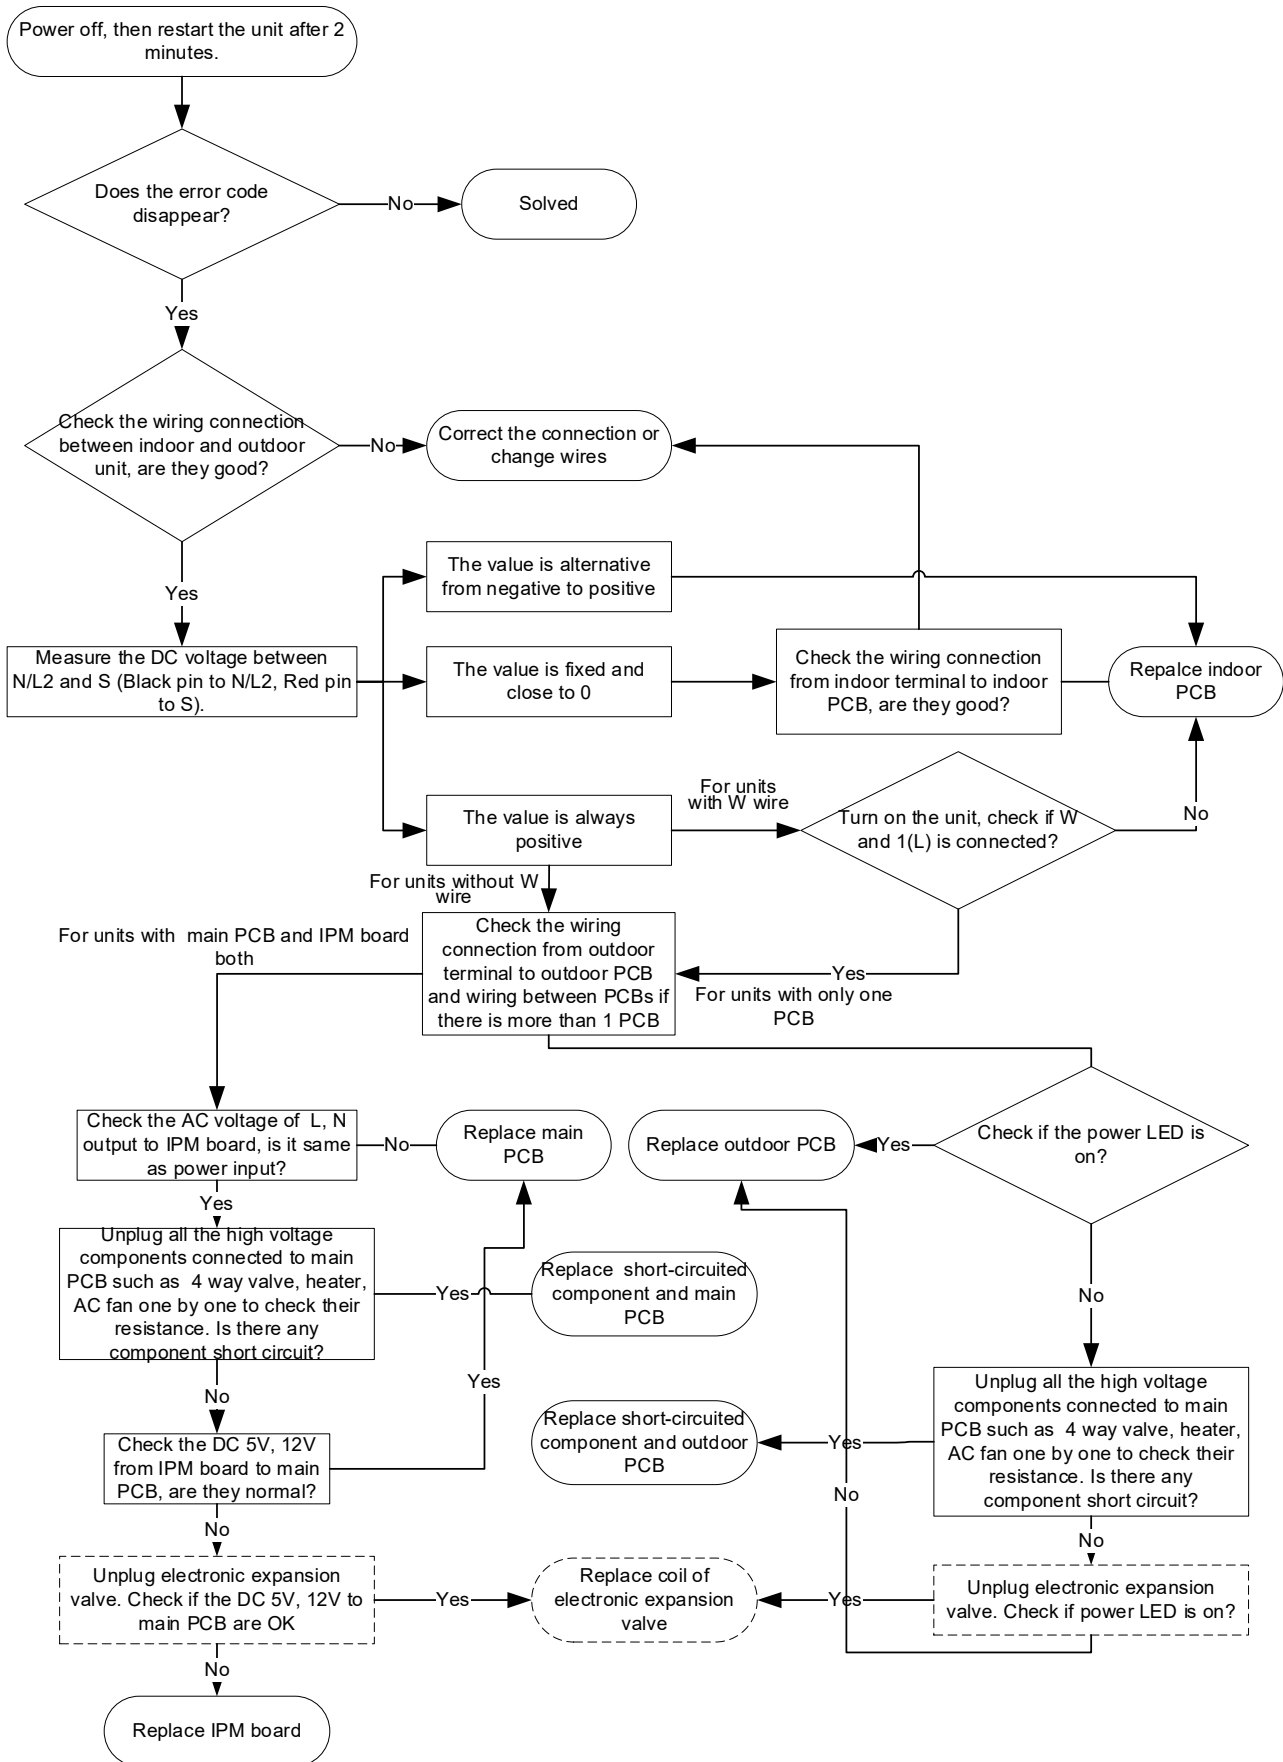 Power off, then restart the unit after 2
minutes.
Does the error code
disappear?
No
Solved
Yes
Check the wiring connection
between indoor and outdoor
unit, are they good?
No
Correct the connection or
change wires
Yes
The value is alternative
from negative to positive
Measure the DC voltage between
N/L2 and S (Black pin to N/L2, Red pin
to S).
The value is fixed and
close to 0
Check the wiring connection
from indoor terminal to indoor
PCB, are they good?
Repalce indoor
PCB
The value is always
positive
For units
with W wire
Turn on the unit, check if W
and 1(L) is connected?
No
For units without W
wire
Check the wiring
connection from outdoor
terminal to outdoor PCB
and wiring between PCBs if
there is more than 1 PCB
For units with  main PCB and IPM board
both
Yes
For units with only one
PCB
Check the AC voltage of  L, N
output to IPM board, is it same
as power input?
No
Replace main
PCB
Replace outdoor PCB
Yes
Check if the power LED is
on?
Yes
Unplug all the high voltage
components connected to main
PCB such as  4 way valve, heater,
AC fan one by one to check their
resistance. Is there any
component short circuit?
Yes
Replace  short-circuited
component and main
PCB
No
No
Yes
Check the DC 5V, 12V
from IPM board to main
PCB, are they normal?
Replace short-circuited
component and outdoor
PCB
Yes
Unplug all the high voltage
components connected to main
PCB such as  4 way valve, heater,
AC fan one by one to check their
resistance. Is there any
component short circuit?
No
No
No
Unplug electronic expansion
valve. Check if the DC 5V, 12V to
main PCB are OK
Yes
Replace coil of
electronic expansion
valve
Yes
Unplug electronic expansion
valve. Check if power LED is on?
No
Replace IPM board